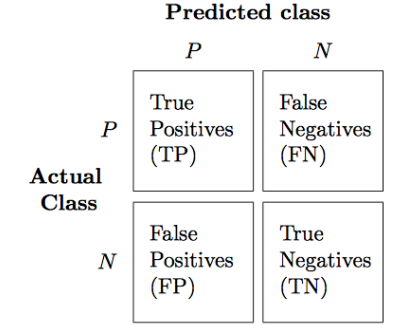 Predicted class
P N
True
Positives
(TP)
False
Negatives
(FN)
P
Actual
Class
False
Positives
(FP)
True
Negatives
(TN)
N